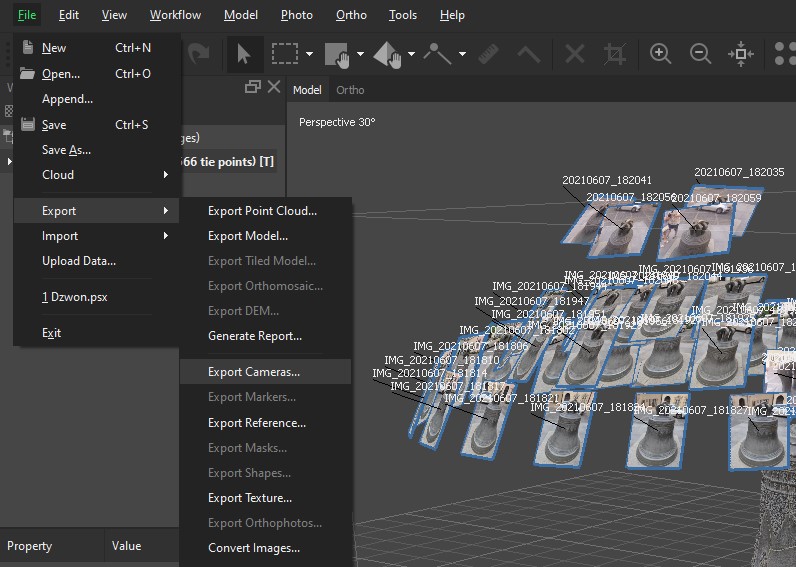 File Edit View Workflow Model Photo Ortho Tools Help
New Ctrl+N
Open... Ctrl+O
Append...
Save Ctrl+S
Save As...
Cloud
Export
Import
Upload Data...
1 Dzwon.psx
Exit
ges)
66 tie points) [T]
Export Point Cloud...
Export Model...
Export Tiled Model...
Export Orthomosaic...
Export DEM...
Generate Report...
Export Cameras...
Export Markers...
Export Reference...
Export Masks...
Export Shapes...
Export Texture...
Export Orthophotos...
Convert Images...
Property Value
Model Ortho
Perspective 30°
20210607_182035
20210607_182041
20210607_182056
20210607_182059
IMG_20210607_181944
IMG_20210607_181947
IMG_20210607_181951
IMG_20210607_181802
IMG_20210607_181806
IMG_20210607_181810
IMG_20210607_181814
IMG_20210607_181817
IMG_20210607_181821
IMG_20210607_181827